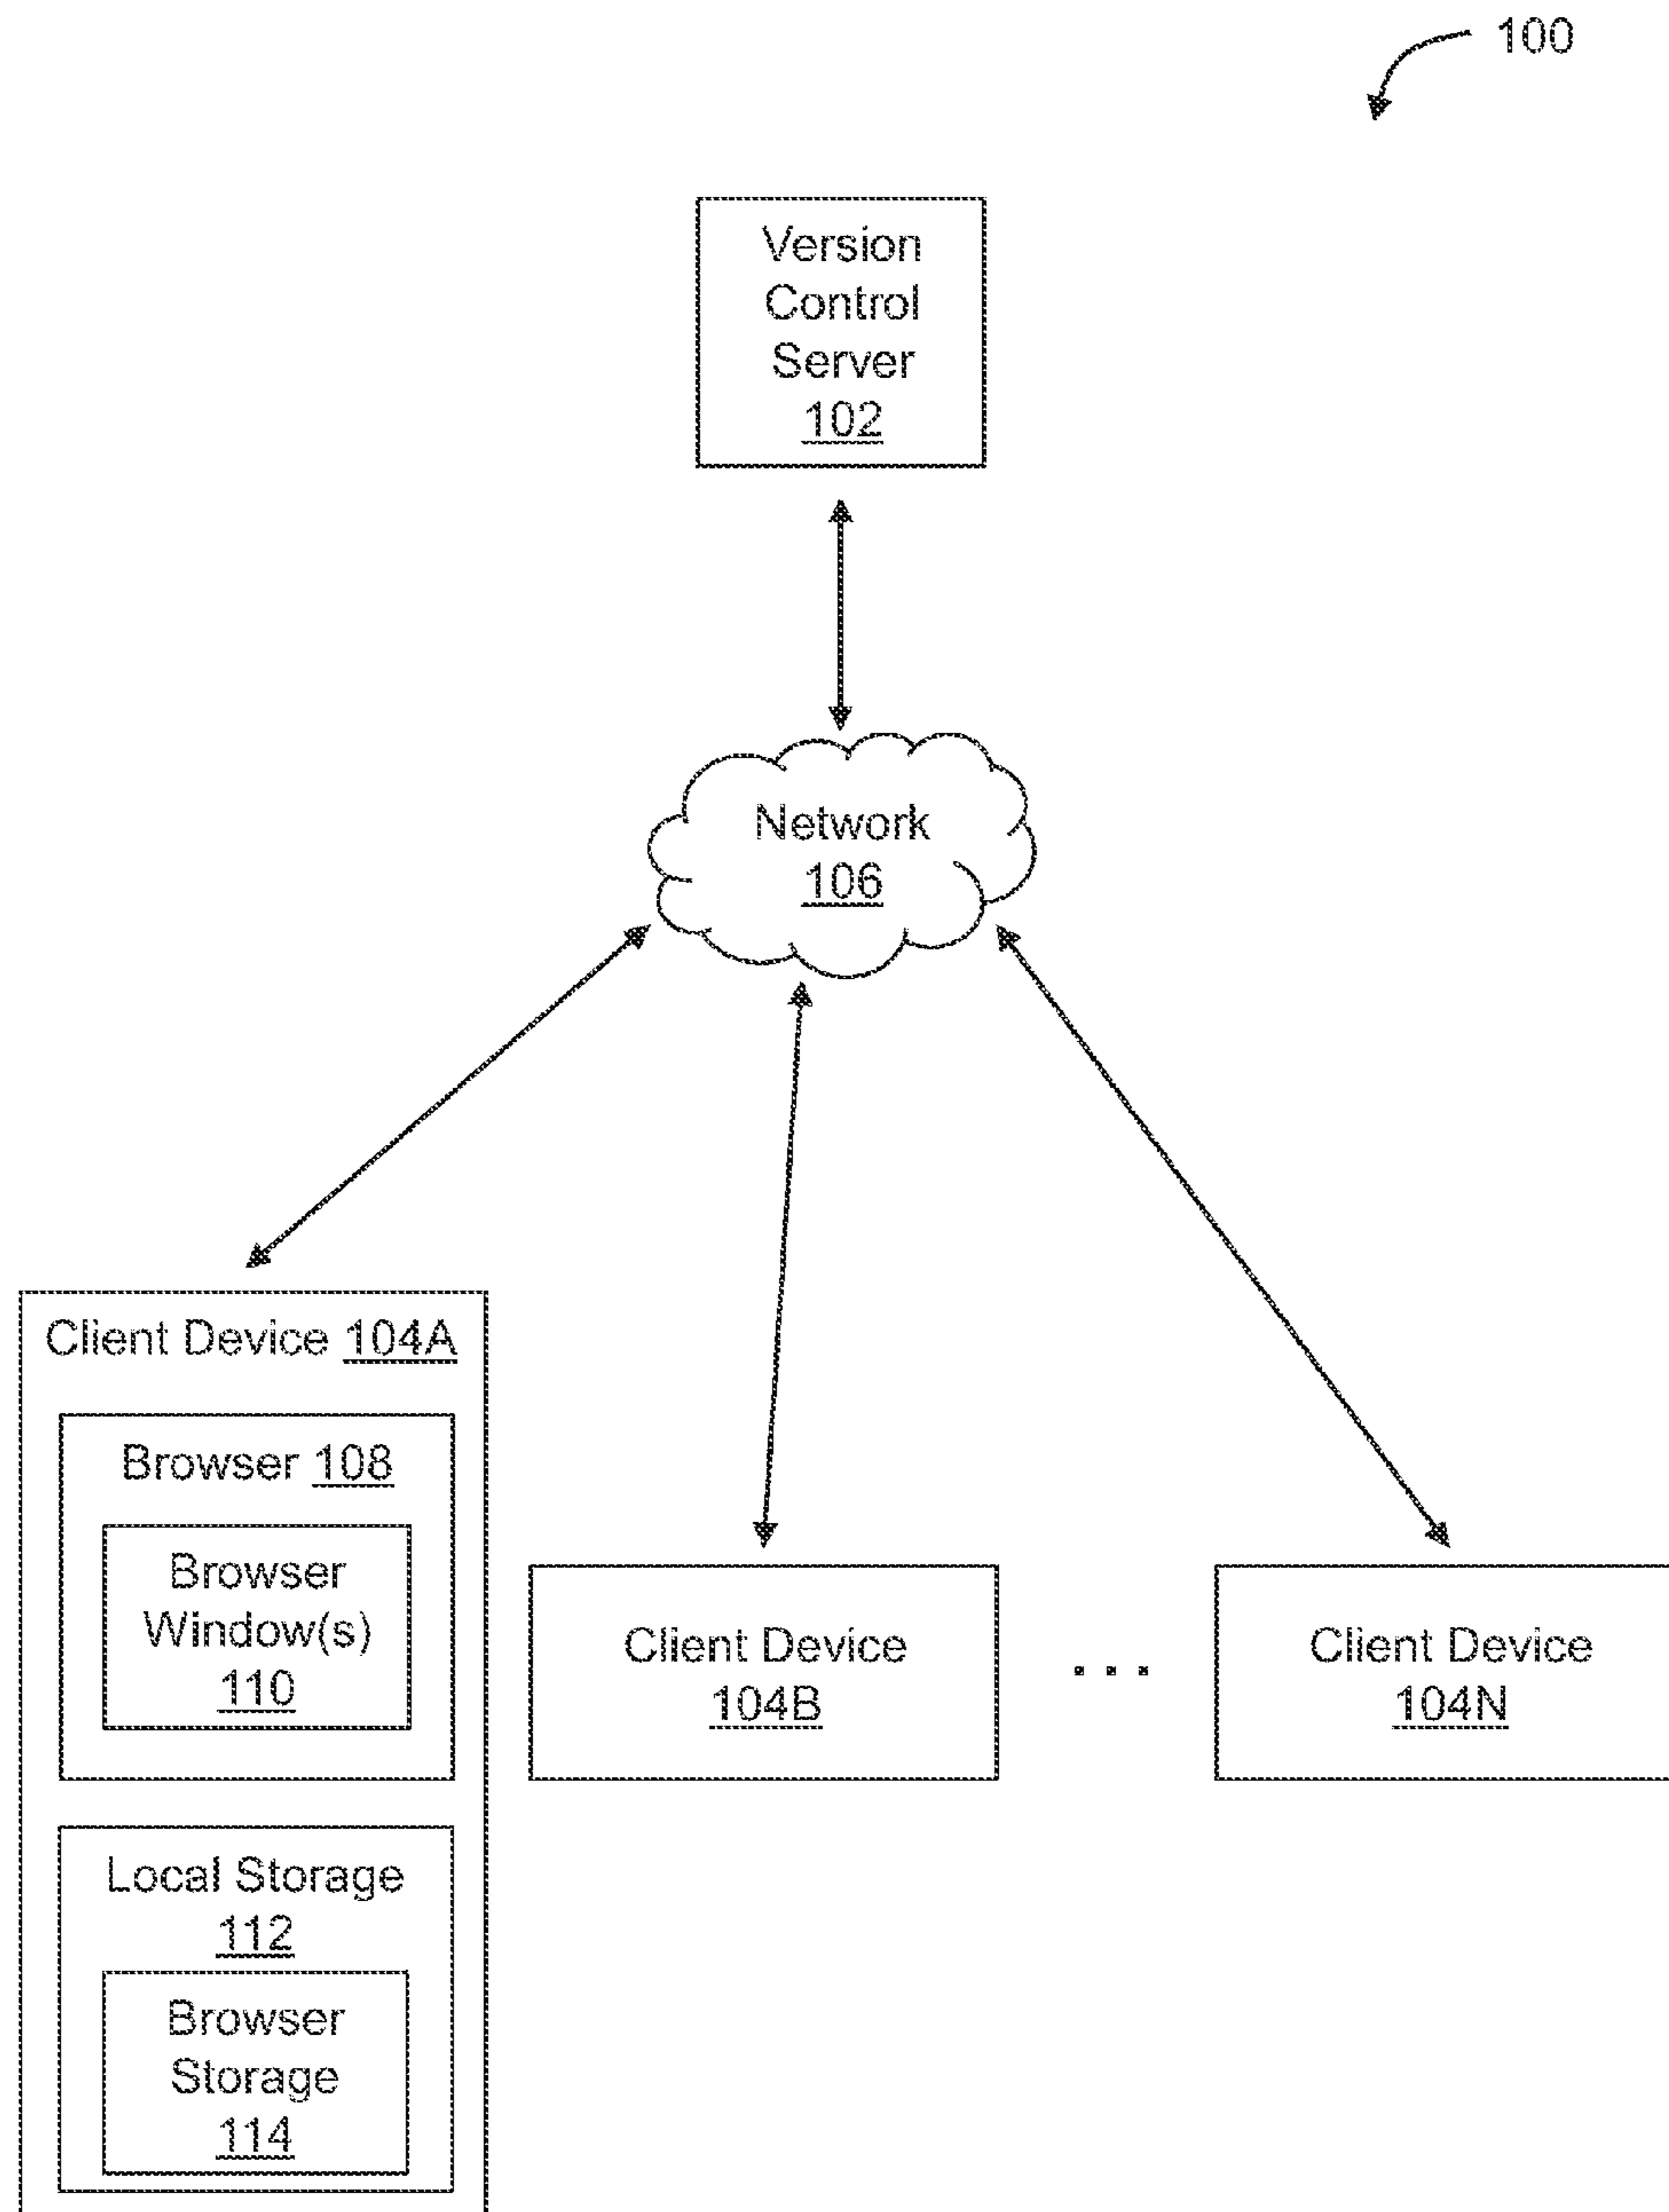 100
Version
Control
Server
102
Network
106
Client Device 104A
Browser 108
Browser
Window(s)
110
Local Storage
112
Browser
Storage
114
Client Device
104B
. . .
Client Device
104N